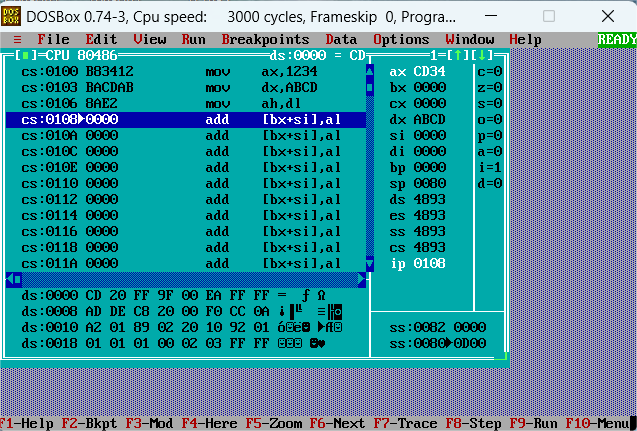 DOSBox 0.74-3, Cpu speed: 3000 cycles, Frameskip 0, Progra...
≡ File Edit View Run Breakpoints Data Options Window Help READY
[■]=CPU 80486 ds:0000 = CD 1=[↑][↓]
cs:0100 B83412 mov ax,1234
cs:0103 BACDAB mov dx,ABCD
cs:0106 8AE2 mov ah,dl
cs:0108►0000 add [bx+si],al
cs:010A 0000 add [bx+si],al
cs:010C 0000 add [bx+si],al
cs:010E 0000 add [bx+si],al
cs:0110 0000 add [bx+si],al
cs:0112 0000 add [bx+si],al
cs:0114 0000 add [bx+si],al
cs:0116 0000 add [bx+si],al
cs:0118 0000 add [bx+si],al
cs:011A 0000 add [bx+si],al
ax CD34 c=0
bx 0000 z=0
cx 0000 s=0
dx ABCD o=0
si 0000 p=0
di 0000 a=0
bp 0000 i=1
sp 0080 d=0
ds 4893
es 4893
ss 4893
cs 4893
ip 0108
ds:0000 CD 20 FF 9F 00 EA FF FF = ƒ Ω
ds:0008 AD DE C8 20 00 F0 CC 0A
ds:0010 A2 01 89 02 20 10 92 01
ds:0018 01 01 01 00 02 03 FF FF
ss:0082 0000
ss:0080►0D00
F1-Help F2-Bkpt F3-Mod F4-Here F5-Zoom F6-Next F7-Trace F8-Step F9-Run F10-Menu